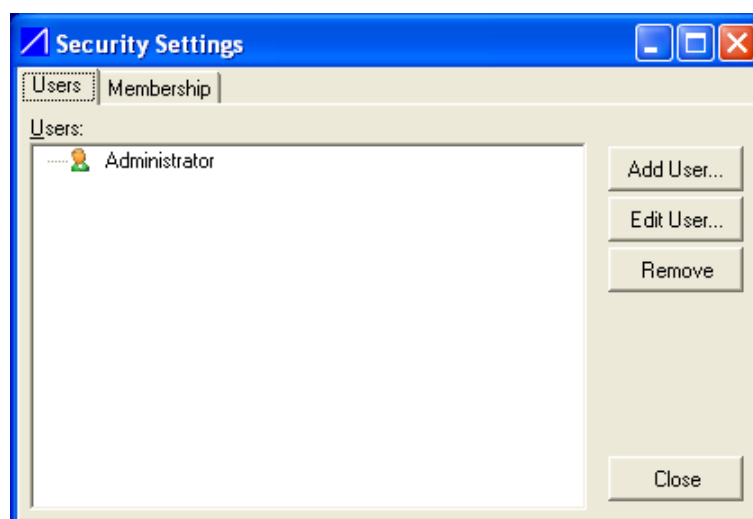 Security Settings
Users Membership
Users:
Administrator
Add User...
Edit User...
Remove
Close